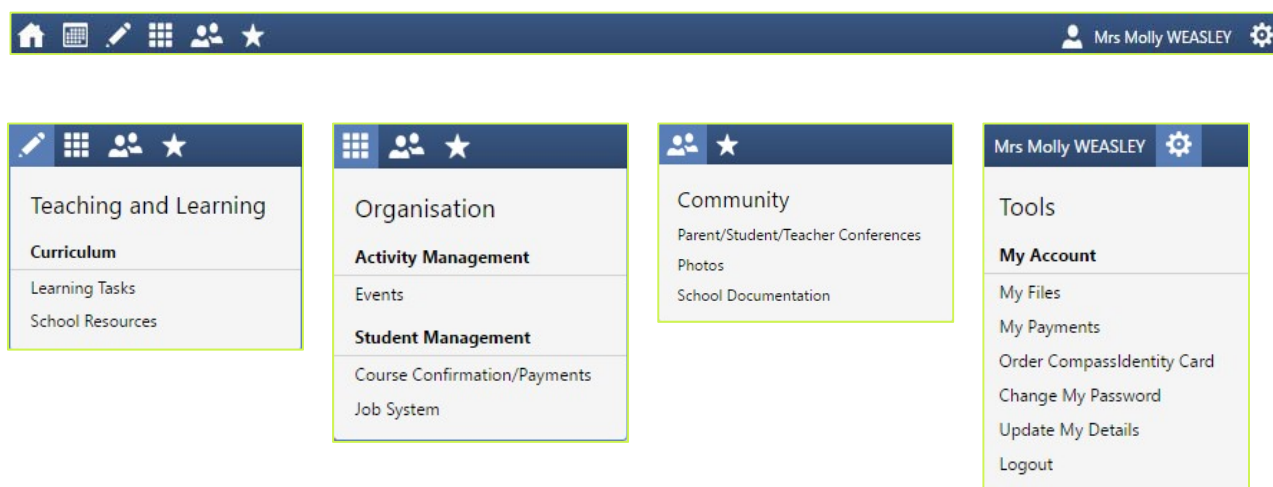 Mrs Molly WEASLEY
Teaching and Learning
Curriculum
Learning Tasks
School Resources
Organisation
Activity Management
Events
Student Management
Course Confirmation/Payments
Job System
Community
Parent/Student/Teacher Conferences
Photos
School Documentation
Mrs Molly WEASLEY
Tools
My Account
My Files
My Payments
Order CompassIdentity Card
Change My Password
Update My Details
Logout